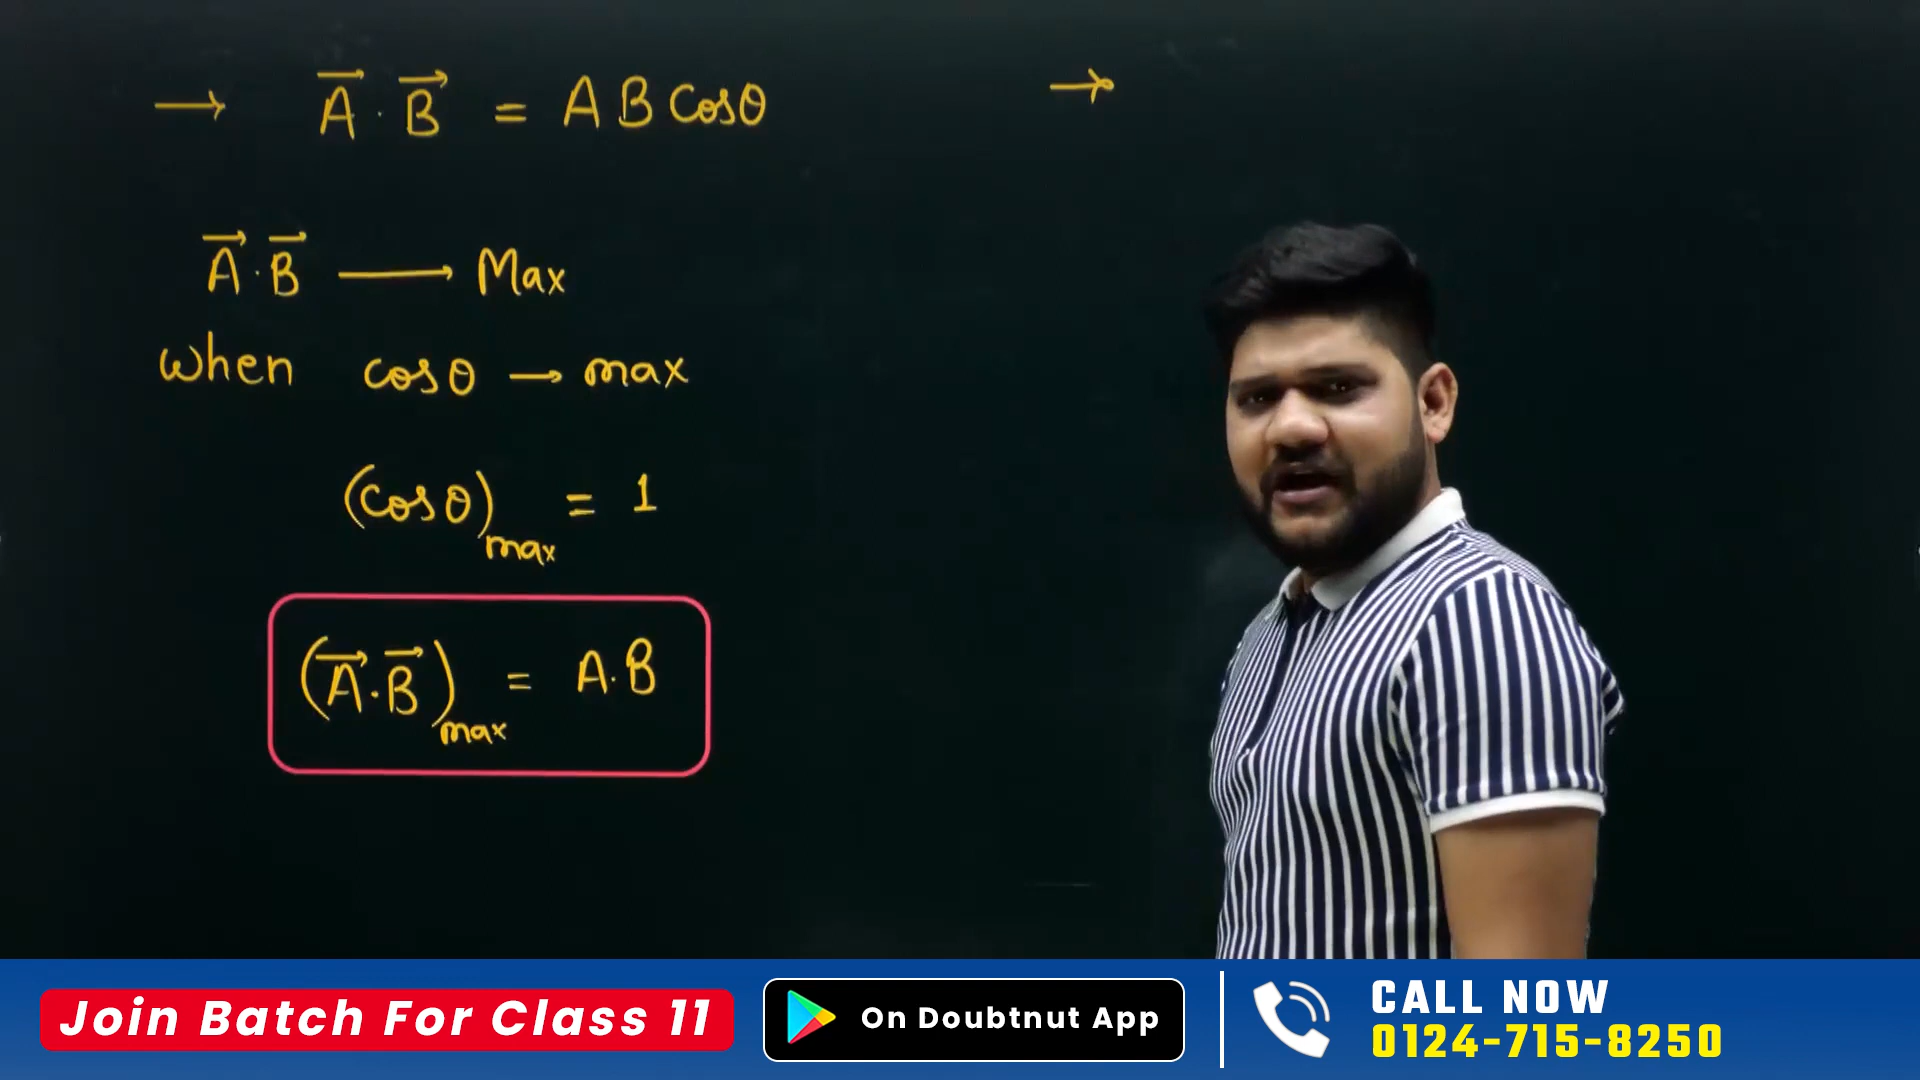 → A⃗ · B⃗ = A B Cosθ →
A⃗ · B⃗ ⟶ Max
when cosθ → max
(cosθ)max = 1
(A⃗ · B⃗)max = A·B
Join Batch For Class 11
On Doubtnut App
CALL NOW
0124-715-8250